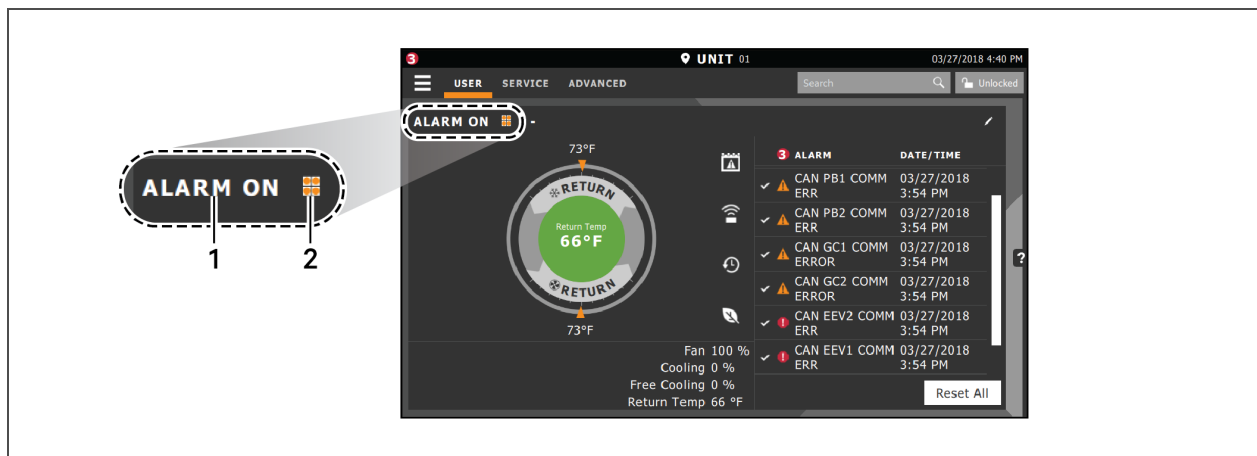 3
UNIT 01
03/27/2018 4:40 PM
USER SERVICE ADVANCED
Search
Unlocked
ALARM ON -
ALARM ON
1 2
73°F
RETURN
Return Temp
66°F
RETURN
73°F
Fan 100 %
Cooling 0 %
Free Cooling 0 %
Return Temp 66 °F
3 ALARM DATE/TIME
CAN PB1 COMM 03/27/2018
ERR 3:54 PM
CAN PB2 COMM 03/27/2018
ERR 3:54 PM
CAN GC1 COMM 03/27/2018
ERROR 3:54 PM
CAN GC2 COMM 03/27/2018
ERROR 3:54 PM
CAN EEV2 COMM 03/27/2018
ERR 3:54 PM
CAN EEV1 COMM 03/27/2018
ERR 3:54 PM
Reset All
?